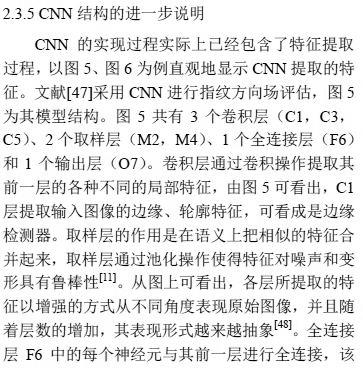 2.3.5 CNN 结构的进一步说明
CNN 的实现过程实际上已经包含了特征提取
过程，以图 5、图 6 为例直观地显示 CNN 提取的特
征。文献[47]采用 CNN 进行指纹方向场评估，图 5
为其模型结构。图 5 共有 3 个卷积层（C1，C3，
C5）、2 个取样层（M2，M4）、1 个全连接层（F6）
和 1 个输出层（O7）。卷积层通过卷积操作提取其
前一层的各种不同的局部特征，由图 5 可看出，C1
层提取输入图像的边缘、轮廓特征，可看成是边缘
检测器。取样层的作用是在语义上把相似的特征合
并起来，取样层通过池化操作使得特征对噪声和变
形具有鲁棒性[11]。从图上可看出，各层所提取的特
征以增强的方式从不同角度表现原始图像，并且随
着层数的增加，其表现形式越来越抽象[48]。全连接
层 F6 中的每个神经元与其前一层进行全连接，该